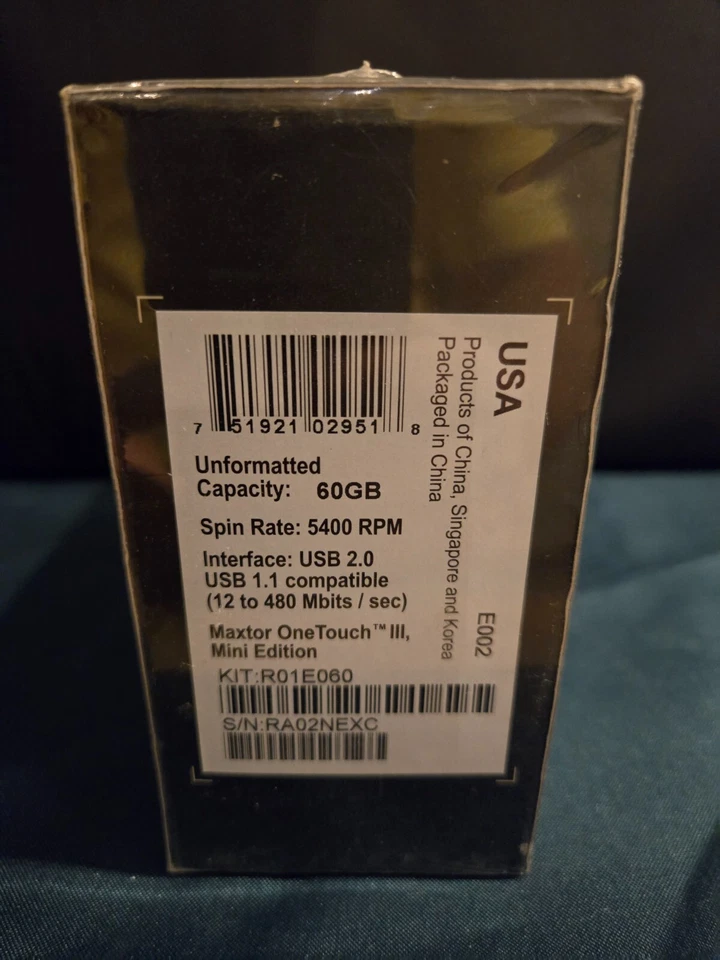 7 51921 02951 8
Unformatted
Capacity: 60GB
Spin Rate: 5400 RPM
Interface: USB 2.0
USB 1.1 compatible
(12 to 480 Mbits / sec)
Maxtor OneTouch™ III,
Mini Edition
KIT:R01E060
S/N:RA02NEXC
USA
Products of China, Singapore and Korea
Packaged in China
E002